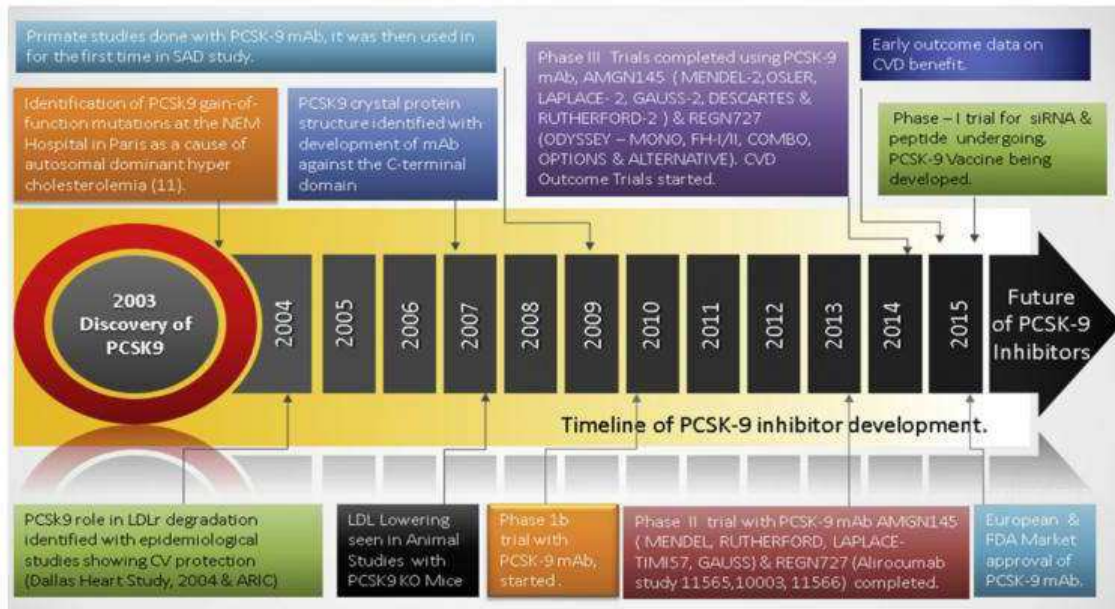 Primate studies done with PCSK-9 mAb, it was then used in
for the first time in SAD study.
Identification of PCSk9 gain-of-
function mutations at the NEM
Hospital in Paris as a cause of
autosomal dominant hyper
cholesterolemia (11).
PCSK9 crystal protein
structure identified with
development of mAb
against the C-terminal
domain
Phase III Trials completed using PCSK-9
mAb, AMGN145 ( MENDEL-2,OSLER,
LAPLACE- 2, GAUSS-2, DESCARTES &
RUTHERFORD-2 ) & REGN727
(ODYSSEY – MONO, FH-I/II, COMBO,
OPTIONS & ALTERNATIVE). CVD
Outcome Trials started.
Early outcome data on
CVD benefit.
Phase – I trial for siRNA &
peptide undergoing,
PCSK-9 Vaccine being
developed.
2003
Discovery of
PCSK9
2004
2005
2006
2007
2008
2009
2010
2011
2012
2013
2014
2015
Future
of PCSK-9
Inhibitors
Timeline of PCSK-9 inhibitor development.
PCSk9 role in LDLr degradation
identified with epidemiological
studies showing CV protection
(Dallas Heart Study, 2004 & ARIC)
LDL Lowering
seen in Animal
Studies with
PCSK9 KO Mice
Phase 1b
trial with
PCSK-9 mAb,
started.
Phase II trial with PCSK-9 mAb AMGN145
( MENDEL, RUTHERFORD, LAPLACE-
TIMI57, GAUSS) & REGN727 (Alirocumab
study 11565,10003, 11566) completed.
European &
FDA Market
approval of
PCSK-9 mAb.